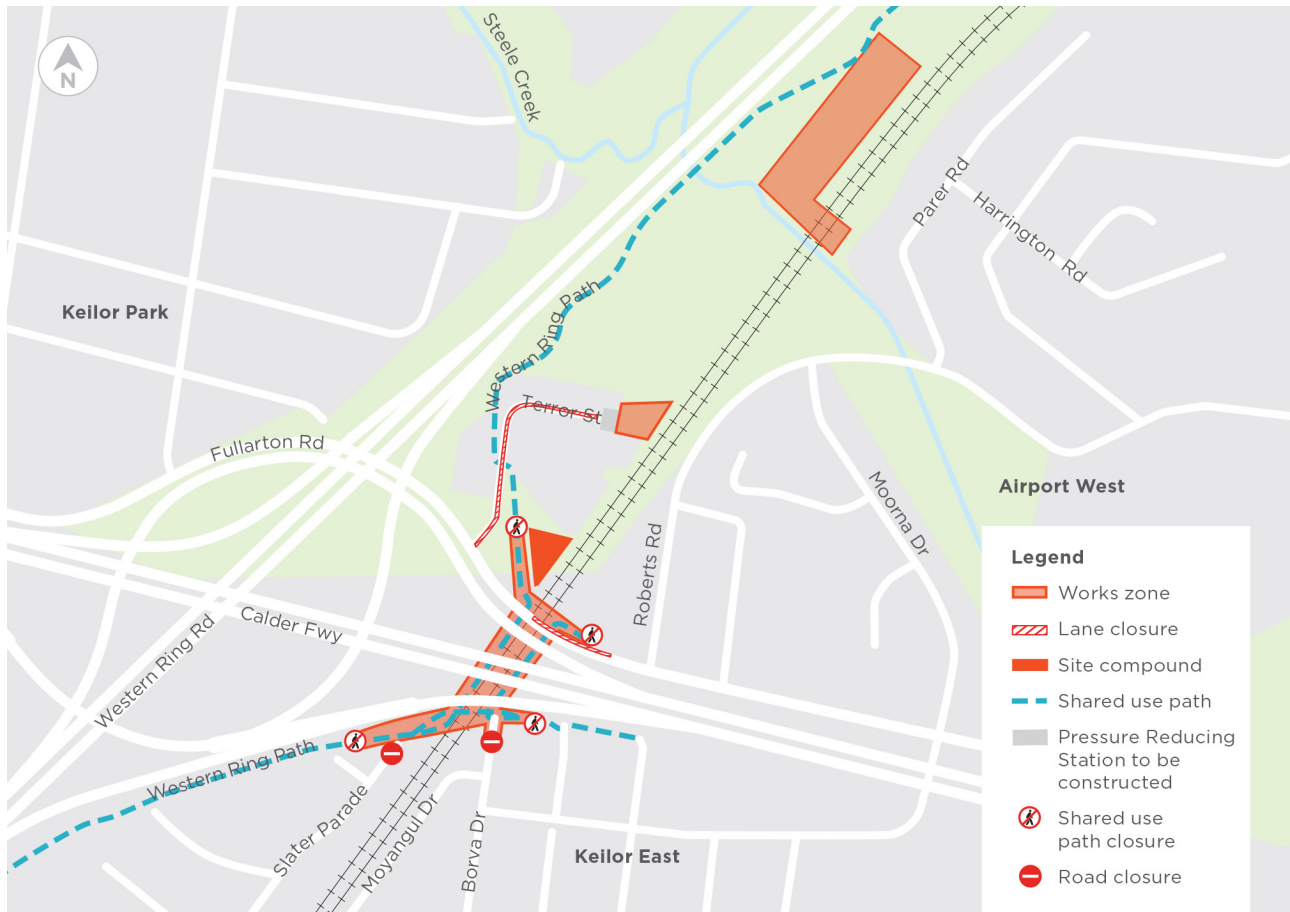 N
Steele Creek
Parer Rd
Harrington Rd
Keilor Park
Western Ring Path
Terror St
Fullarton Rd
Airport West
Moorna Dr
Roberts Rd
Calder Fwy
Western Ring Rd
Western Ring Path
Slater Parade
Moyangul Dr
Borva Dr
Keilor East
Legend
Works zone
Lane closure
Site compound
Shared use path
Pressure Reducing
Station to be
constructed
Shared use
path closure
Road closure